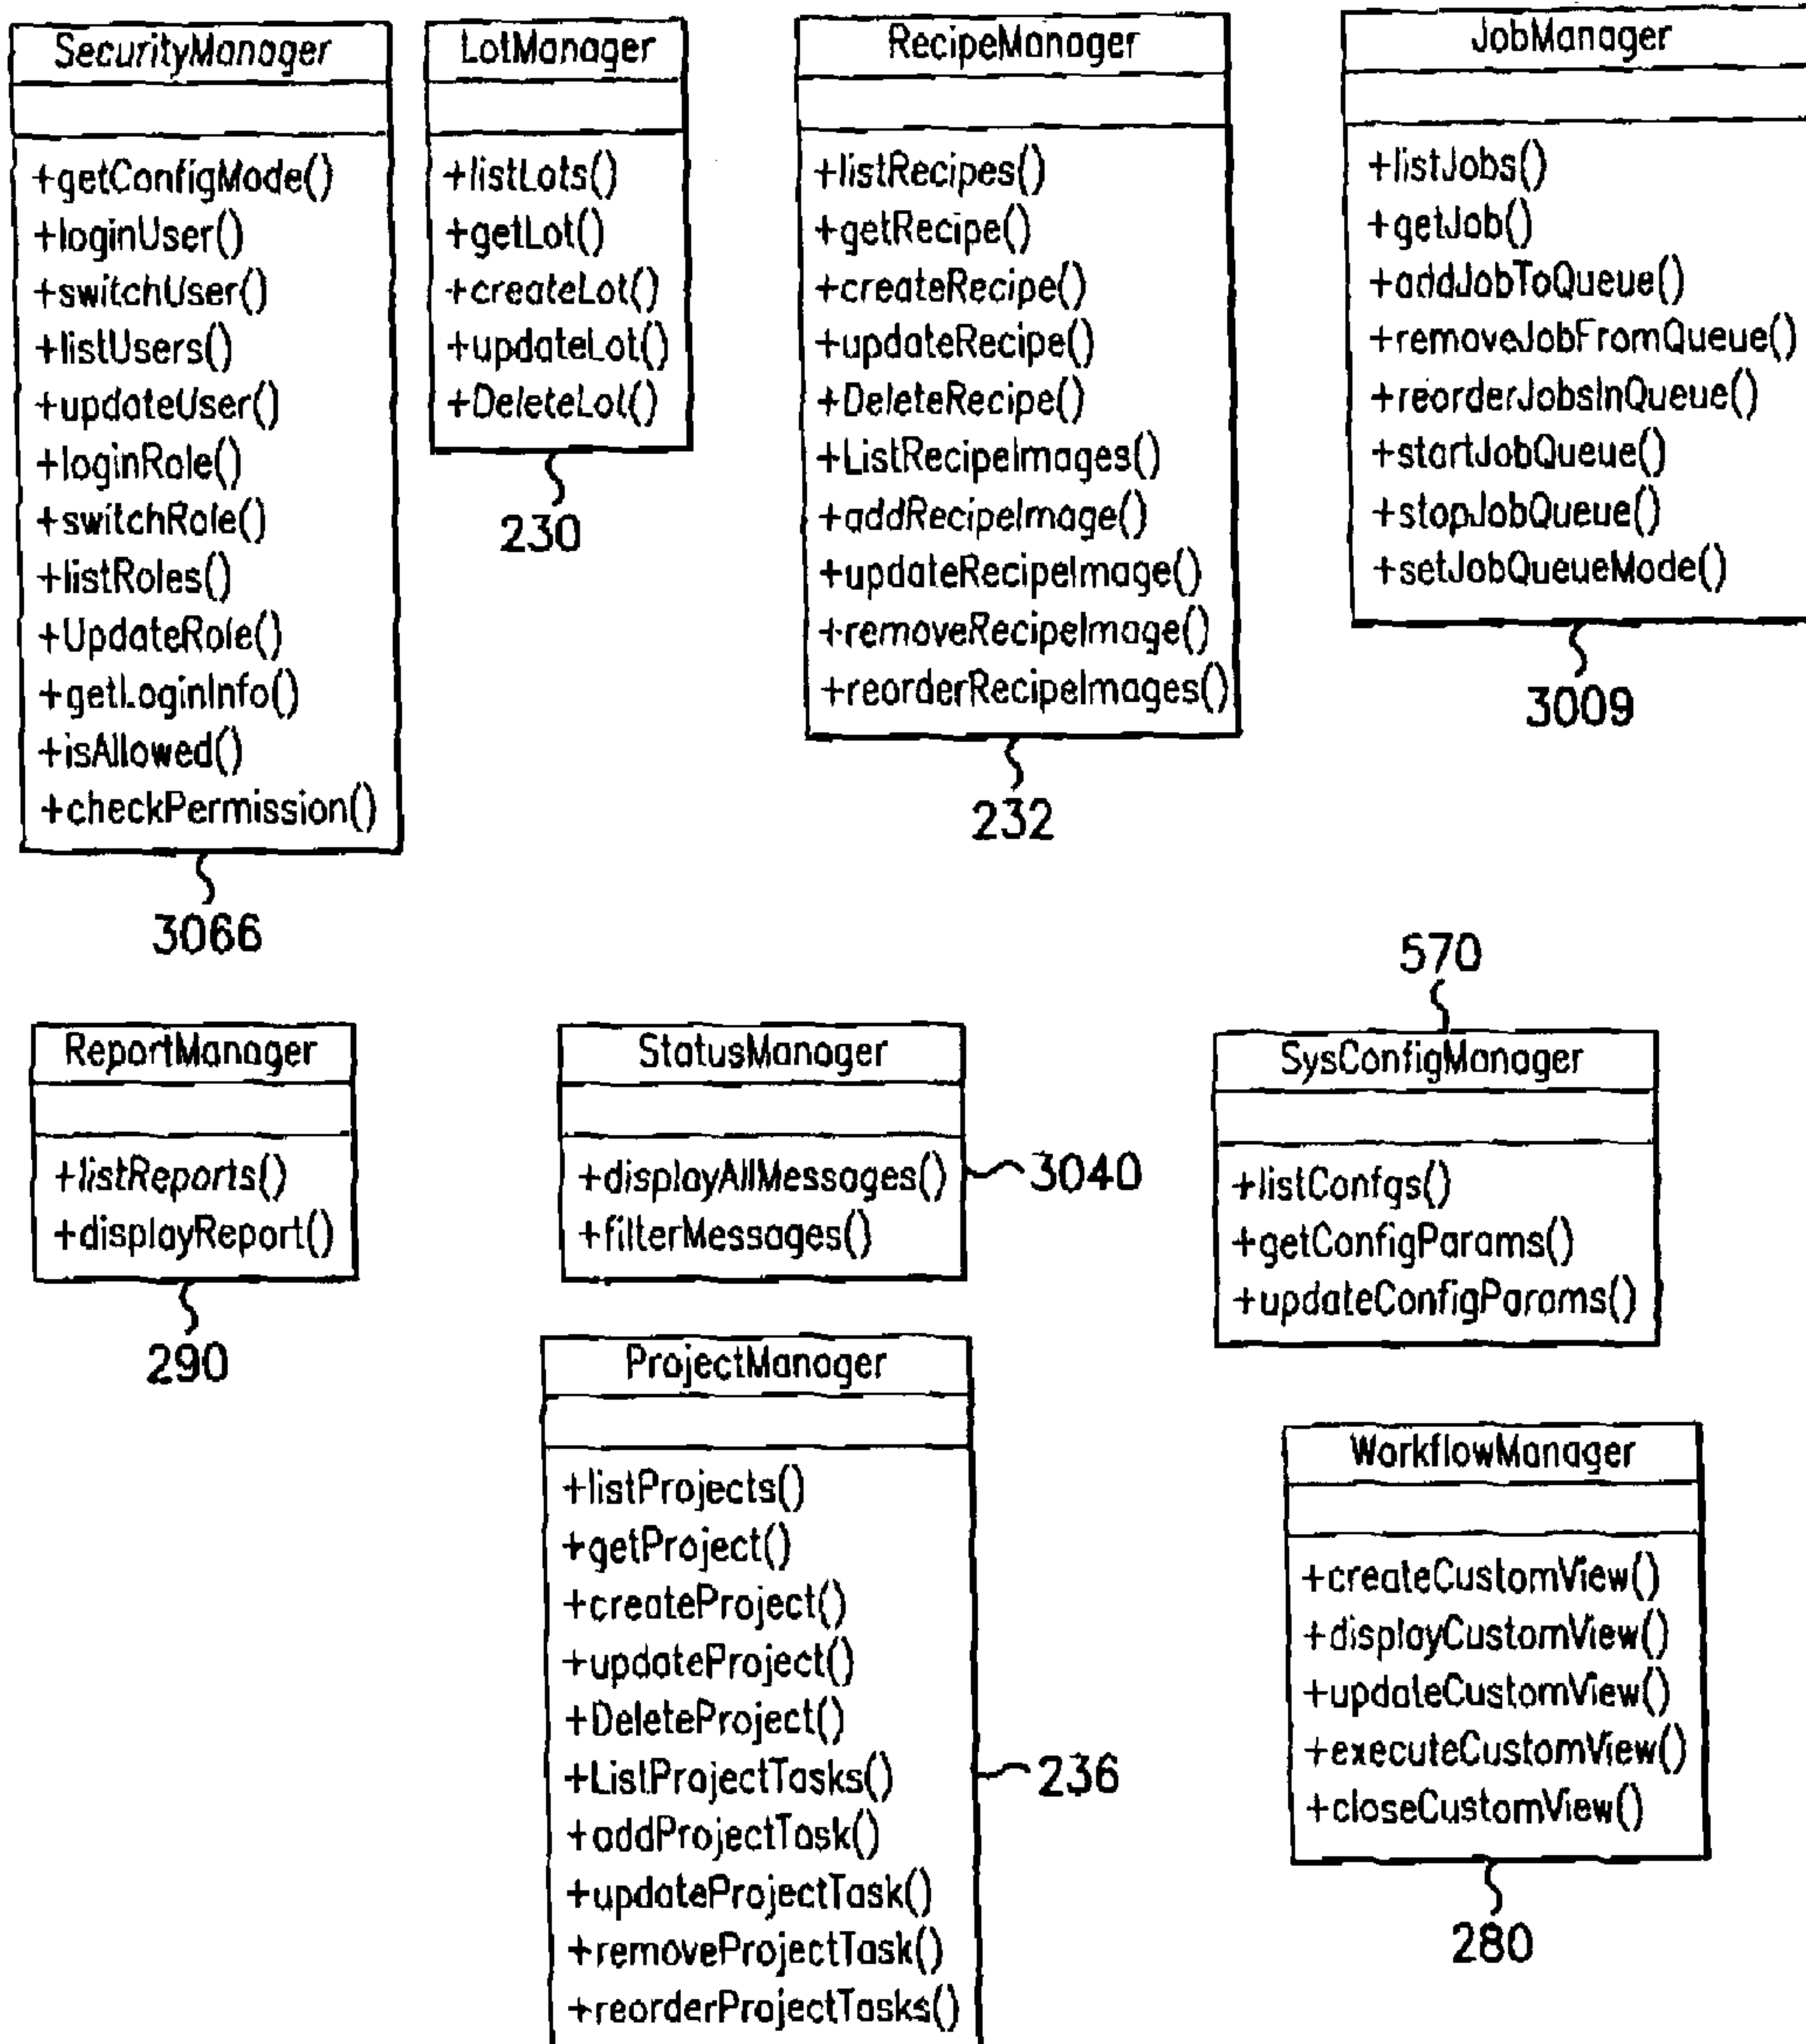 SecurityManager
+getConfigMode()
+loginUser()
+switchUser()
+listUsers()
+updateUser()
+loginRole()
+switchRole()
+listRoles()
+UpdateRole()
+getLoginInfo()
+isAllowed()
+checkPermission()
3066
LotManager
+listLots()
+getLot()
+createLot()
+updateLot()
+DeleteLot()
230
RecipeManager
+listRecipes()
+getRecipe()
+createRecipe()
+updateRecipe()
+DeleteRecipe()
+ListRecipeImages()
+addRecipeImage()
+updateRecipeImage()
+removeRecipeImage()
+reorderRecipeImages()
232
JobManager
+listJobs()
+getJob()
+addJobToQueue()
+removeJobFromQueue()
+reorderJobsInQueue()
+startJobQueue()
+stopJobQueue()
+setJobQueueMode()
3009
ReportManager
+listReports()
+displayReport()
290
StatusManager
+displayAllMessages()
+filterMessages()
3040
570
SysConfigManager
+listConfgs()
+getConfigParams()
+updateConfigParams()
ProjectManager
+listProjects()
+getProject()
+createProject()
+updateProject()
+DeleteProject()
+ListProjectTasks()
+addProjectTask()
+updateProjectTask()
+removeProjectTask()
+reorderProjectTasks()
236
WorkflowManager
+createCustomView()
+displayCustomView()
+updateCustomView()
+executeCustomView()
+closeCustomView()
280